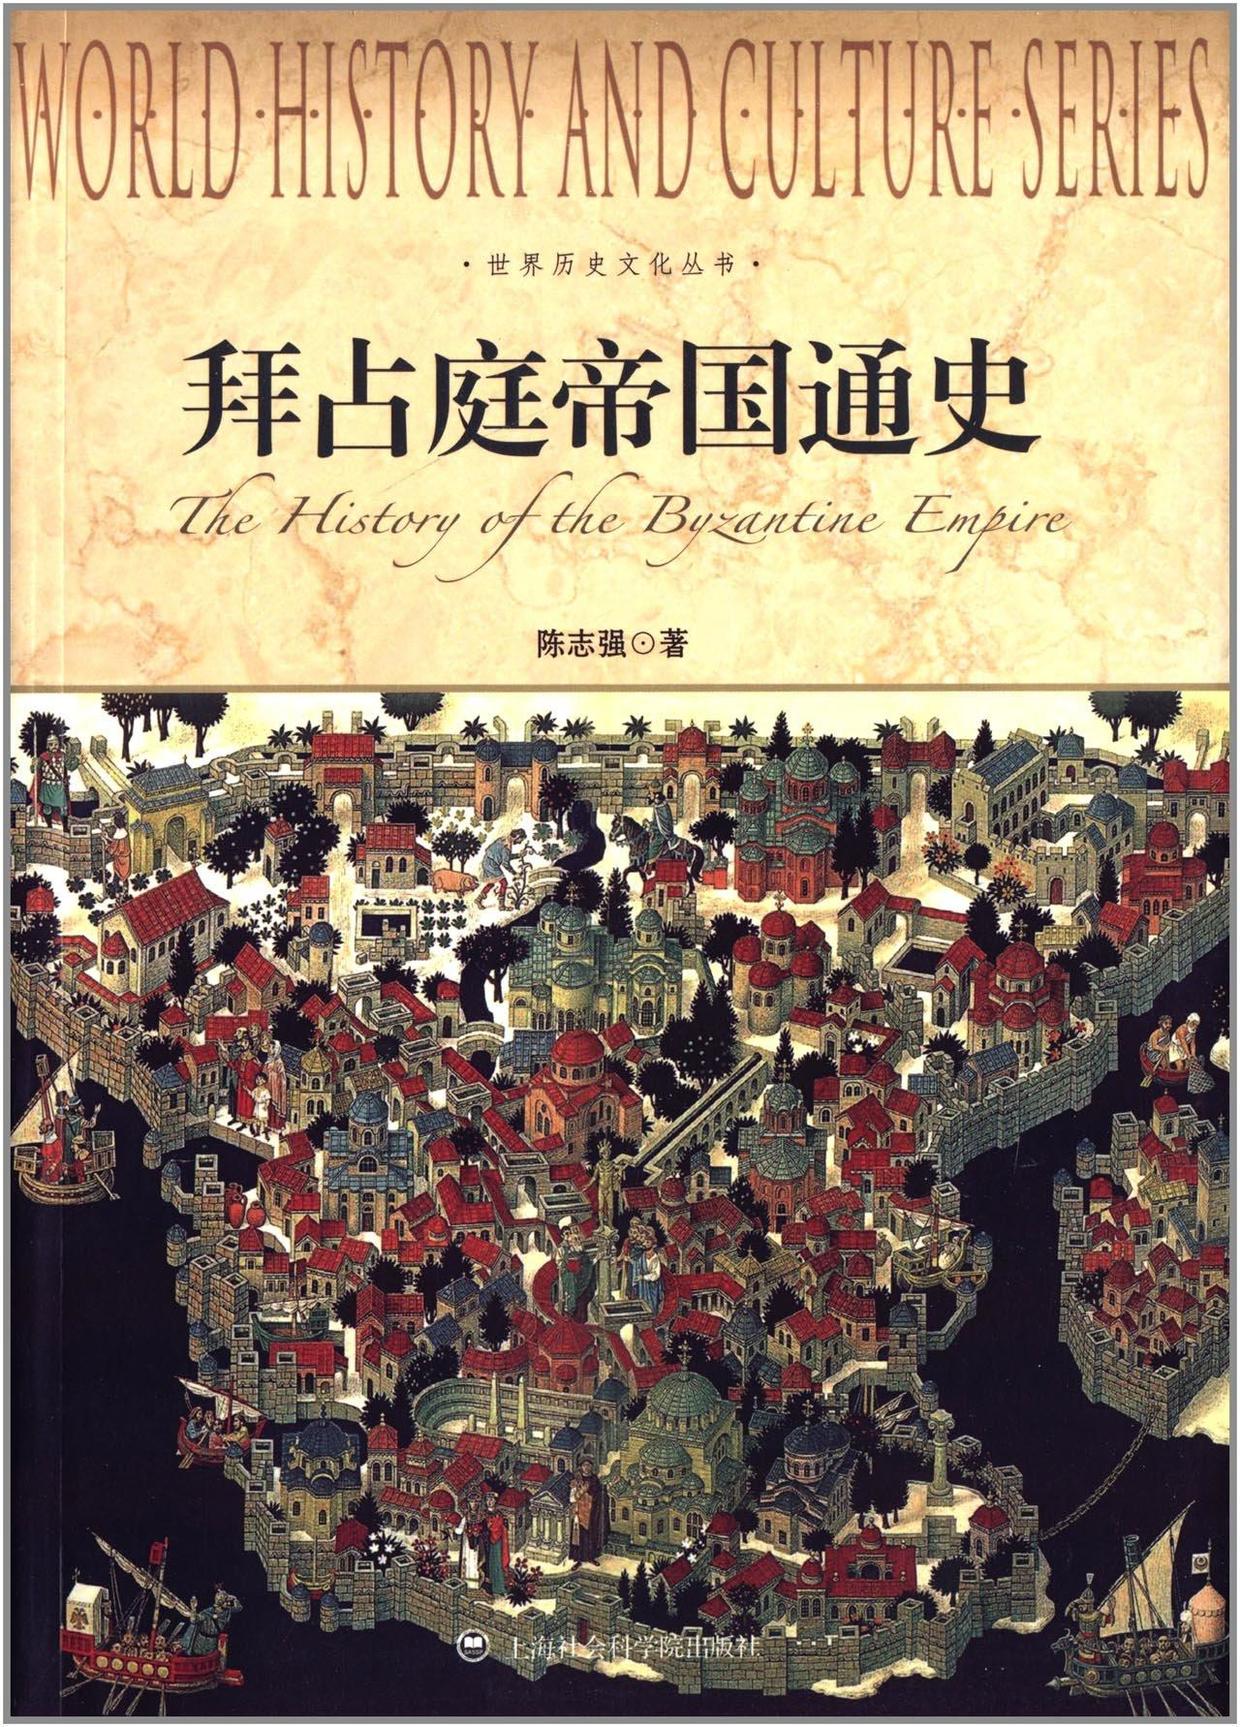 WORLD·HISTORY AND CULTURE·SERIES
·世界历史文化丛书·
拜占庭帝国通史
The History of the Byzantine Empire
陈志强⊙著
上海社会科学院出版社